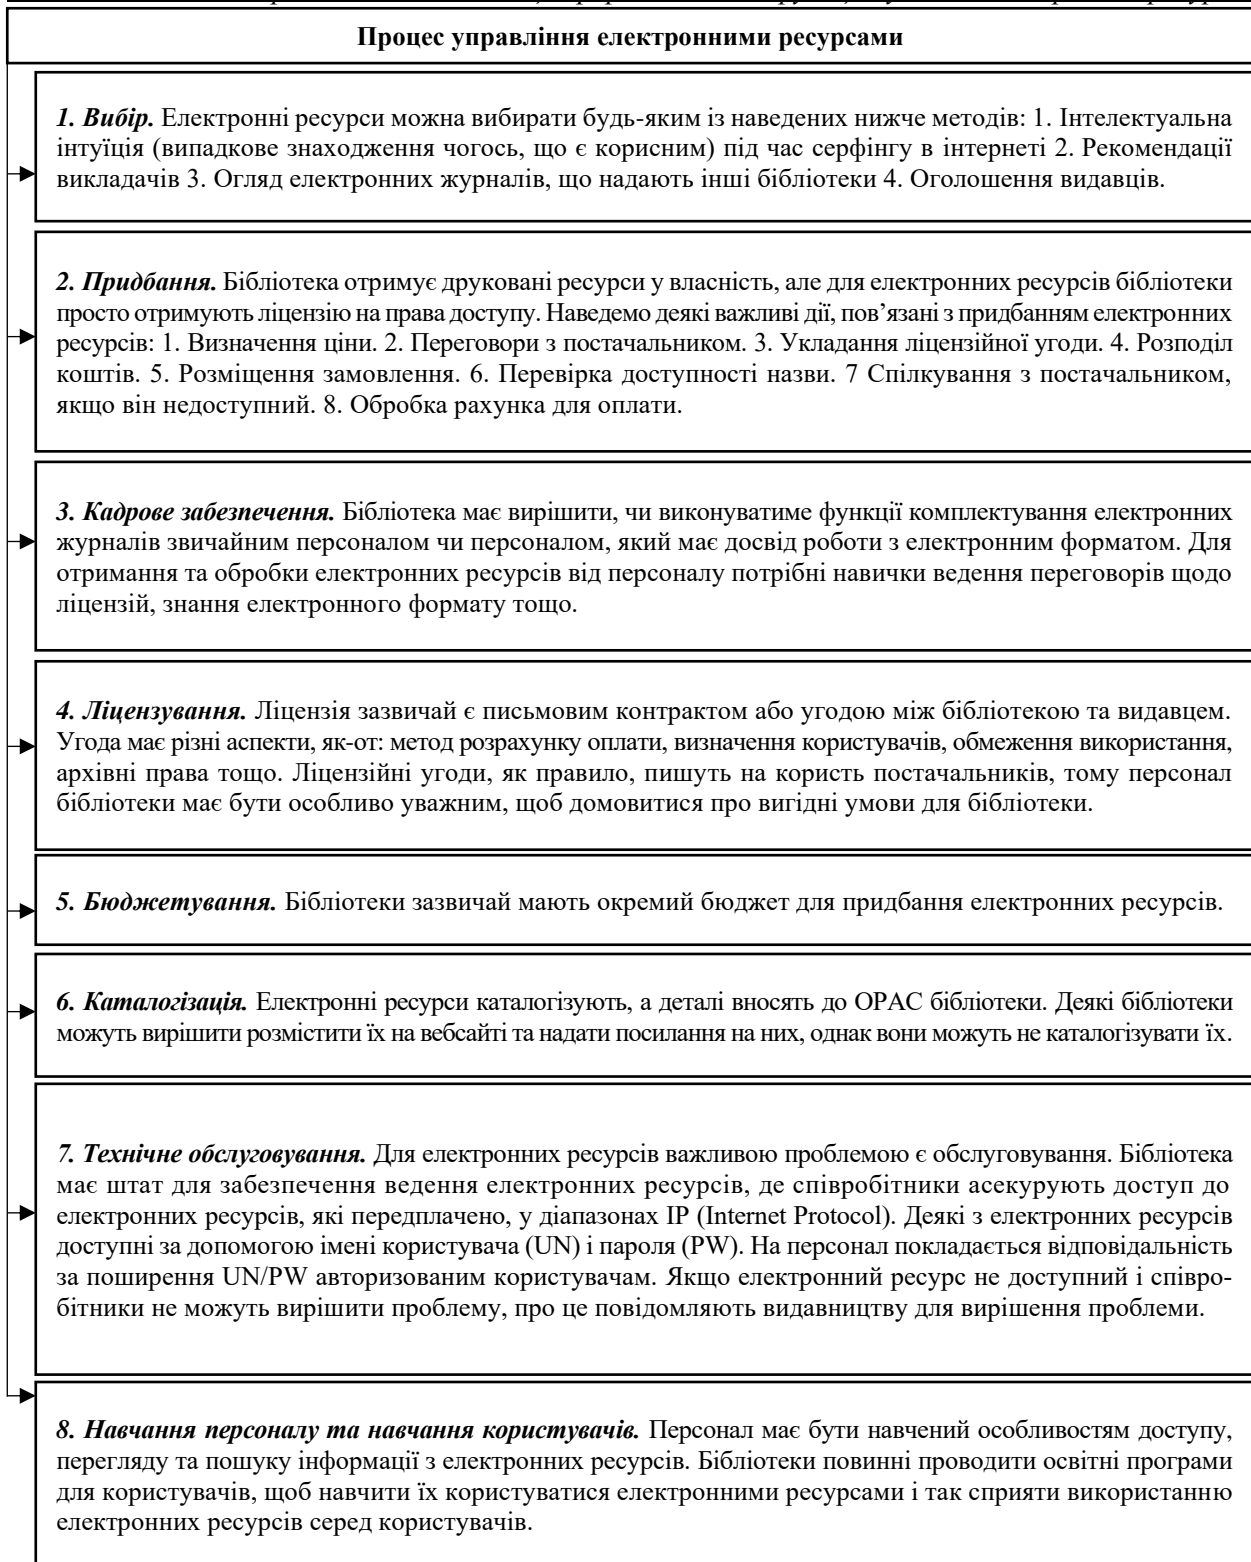 Процес управління електронними ресурсами
1. Вибір. Електронні ресурси можна вибирати будь-яким із наведених нижче методів: 1. Інтелектуальна
інтуїція (випадкове знаходження чогось, що є корисним) під час серфінгу в інтернеті 2. Рекомендації
викладачів 3. Огляд електронних журналів, що надають інші бібліотеки 4. Оголошення видавців.
2. Придбання. Бібліотека отримує друковані ресурси у власність, але для електронних ресурсів бібліотеки
просто отримують ліцензію на права доступу. Наведемо деякі важливі дії, пов’язані з придбанням електронних
ресурсів: 1. Визначення ціни. 2. Переговори з постачальником. 3. Укладання ліцензійної угоди. 4. Розподіл
коштів. 5. Розміщення замовлення. 6. Перевірка доступності назви. 7 Спілкування з постачальником,
якщо він недоступний. 8. Обробка рахунка для оплати.
3. Кадрове забезпечення. Бібліотека має вирішити, чи виконуватиме функції комплектування електронних
журналів звичайним персоналом чи персоналом, який має досвід роботи з електронним форматом. Для
отримання та обробки електронних ресурсів від персоналу потрібні навички ведення переговорів щодо
ліцензій, знання електронного формату тощо.
4. Ліцензування. Ліцензія зазвичай є письмовим контрактом або угодою між бібліотекою та видавцем.
Угода має різні аспекти, як-от: метод розрахунку оплати, визначення користувачів, обмеження використання,
архівні права тощо. Ліцензійні угоди, як правило, пишуть на користь постачальників, тому персонал
бібліотеки має бути особливо уважним, щоб домовитися про вигідні умови для бібліотеки.
5. Бюджетування. Бібліотеки зазвичай мають окремий бюджет для придбання електронних ресурсів.
6. Каталогізація. Електронні ресурси каталогізують, а деталі вносять до OPAC бібліотеки. Деякі бібліотеки
можуть вирішити розмістити їх на вебсайті та надати посилання на них, однак вони можуть не каталогізувати їх.
7. Технічне обслуговування. Для електронних ресурсів важливою проблемою є обслуговування. Бібліотека
має штат для забезпечення ведення електронних ресурсів, де співробітники асекурують доступ до
електронних ресурсів, які передплачено, у діапазонах IP (Internet Protocol). Деякі з електронних ресурсів
доступні за допомогою імені користувача (UN) і пароля (PW). На персонал покладається відповідальність
за поширення UN/PW авторизованим користувачам. Якщо електронний ресурс не доступний і співро-
бітники не можуть вирішити проблему, про це повідомляють видавництву для вирішення проблеми.
8. Навчання персоналу та навчання користувачів. Персонал має бути навчений особливостям доступу,
перегляду та пошуку інформації з електронних ресурсів. Бібліотеки повинні проводити освітні програми
для користувачів, щоб навчити їх користуватися електронними ресурсами і так сприяти використанню
електронних ресурсів серед користувачів.